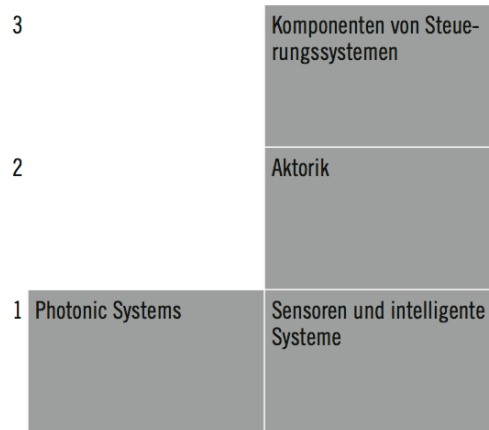 3
Komponenten von Steue-
rungssystemen
2
Aktorik
1
Photonic Systems
Sensoren und intelligente
Systeme